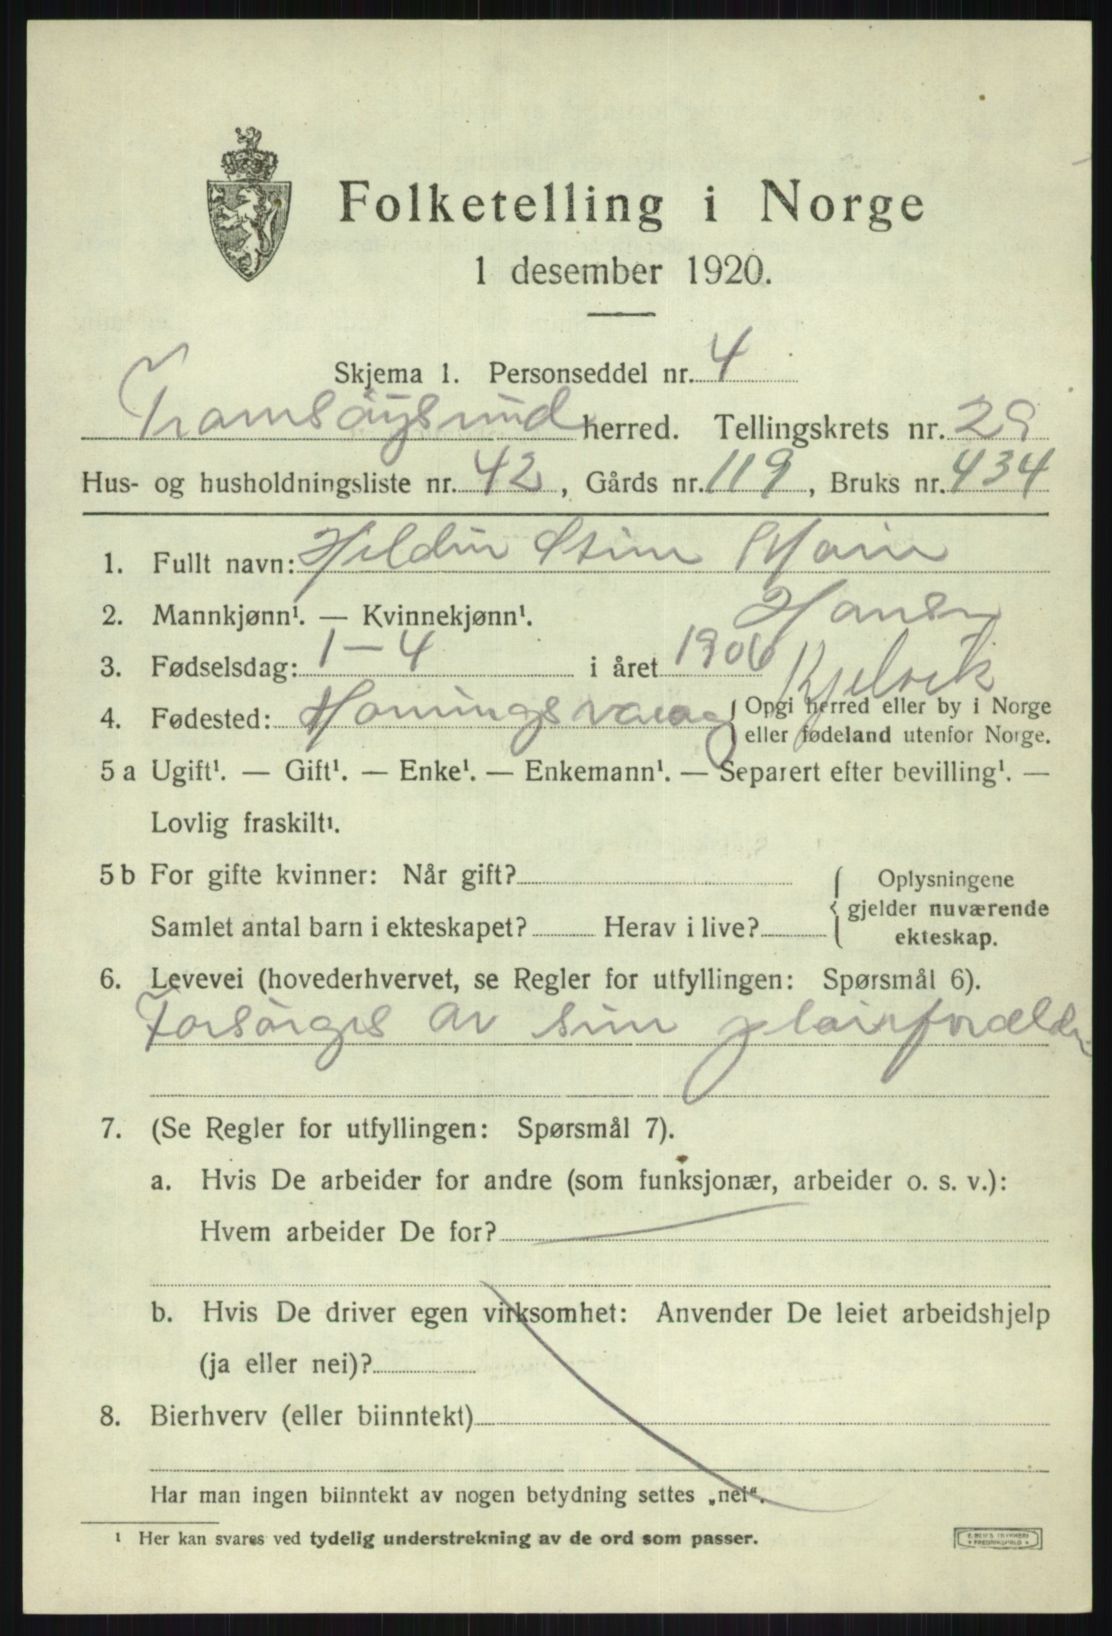 Folketelling i Norge
1 desember 1920.
Skjema 1. Personseddel nr. 4
Tromsøysund herred. Tellingskrets nr. 29
Hus- og husholdningsliste nr. 42, Gårds nr. 119, Bruks nr. 434
1. Fullt navn: Hildur Stine Marie
Hansen
2. Mannkjønn¹. — Kvinnekjønn¹.
3. Fødselsdag: 1-4 i året 1906
Kjelvik
4. Fødested: Honningsvaag { Opgi herred eller by i Norge
eller fødeland utenfor Norge.
5 a Ugift¹. — Gift¹. — Enke¹. — Enkemann¹. — Separert efter bevilling¹. —
Lovlig fraskilt¹.
5 b For gifte kvinner: Når gift? { Oplysningene
gjelder nuværende
Samlet antal barn i ekteskapet? Herav i live? ekteskap.
6. Levevei (hovederhvervet, se Regler for utfyllingen: Spørsmål 6).
Forsørges av sine pleieforælder
7. (Se Regler for utfyllingen: Spørsmål 7).
a. Hvis De arbeider for andre (som funksjonær, arbeider o. s. v.):
Hvem arbeider De for?
b. Hvis De driver egen virksomhet: Anvender De leiet arbeidshjelp
(ja eller nei)?
8. Bierhverv (eller biinntekt)
Har man ingen biinntekt av nogen betydning settes „nei“.
¹ Her kan svares ved tydelig understrekning av de ord som passer.